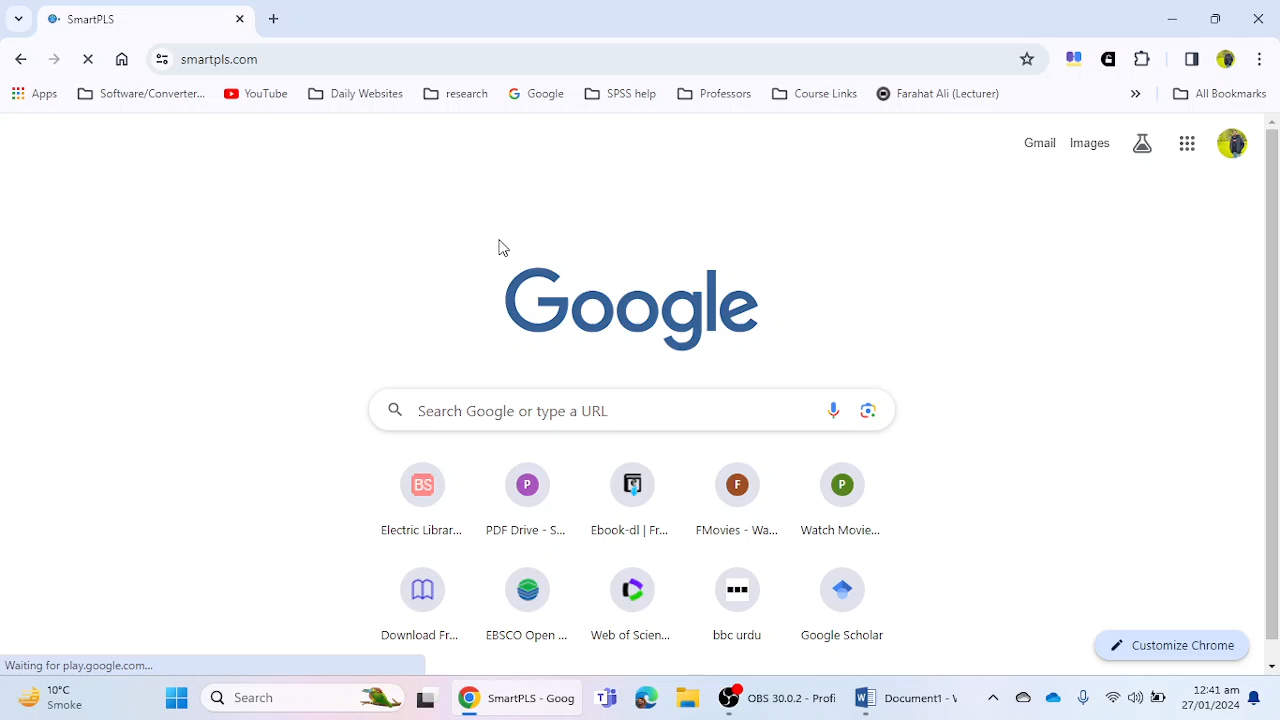 SmartPLS
smartpls.com
Apps Software/Converter... YouTube Daily Websites research Google SPSS help Professors Course Links Farahat Ali (Lecturer) » All Bookmarks
Gmail Images
Google
Search Google or type a URL
BS P F P
Electric Librar... PDF Drive - S... Ebook-dl | Fr... FMovies - Wa... Watch Movie...
Download Fr... EBSCO Open ... Web of Scien... bbc urdu Google Scholar
Customize Chrome
Waiting for play.google.com...
10°C
Smoke
Search
SmartPLS - Goog
OBS 30.0.2 - Profi
Document1 - V
12:41 am
27/01/2024